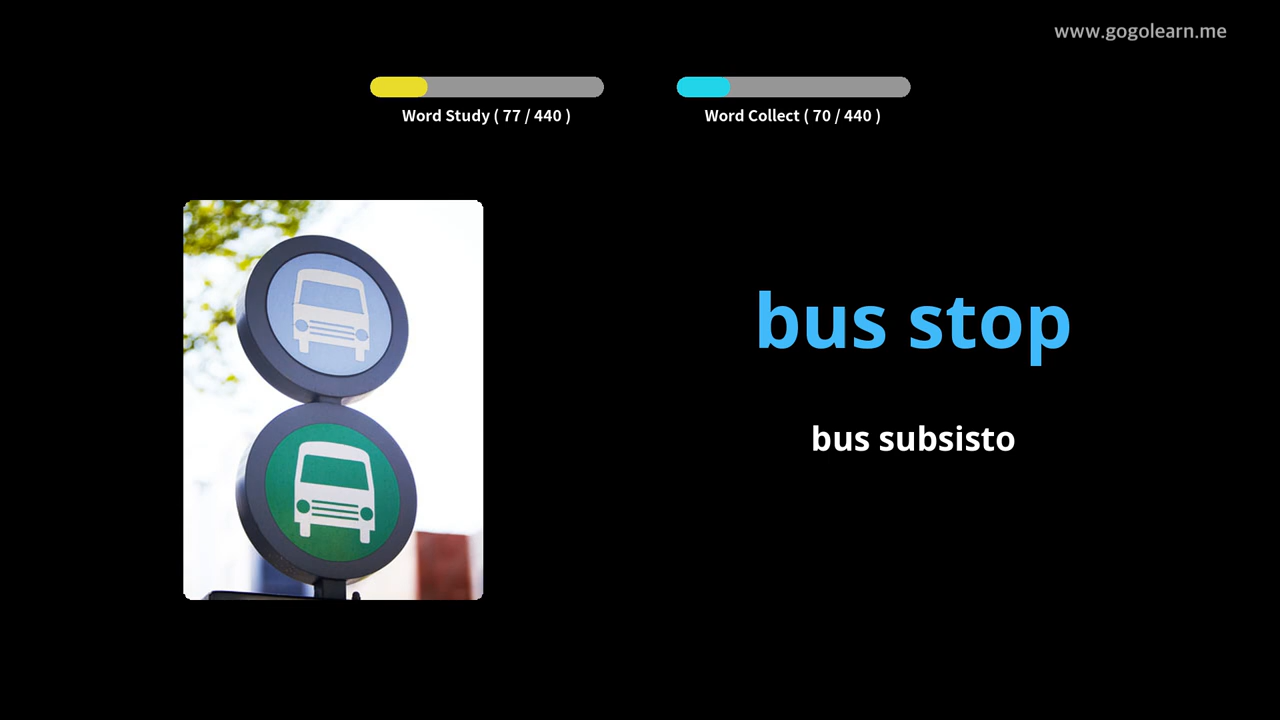 www.gogolearn.me
Word Study ( 77 / 440 )
Word Collect ( 70 / 440 )
bus stop
bus subsisto